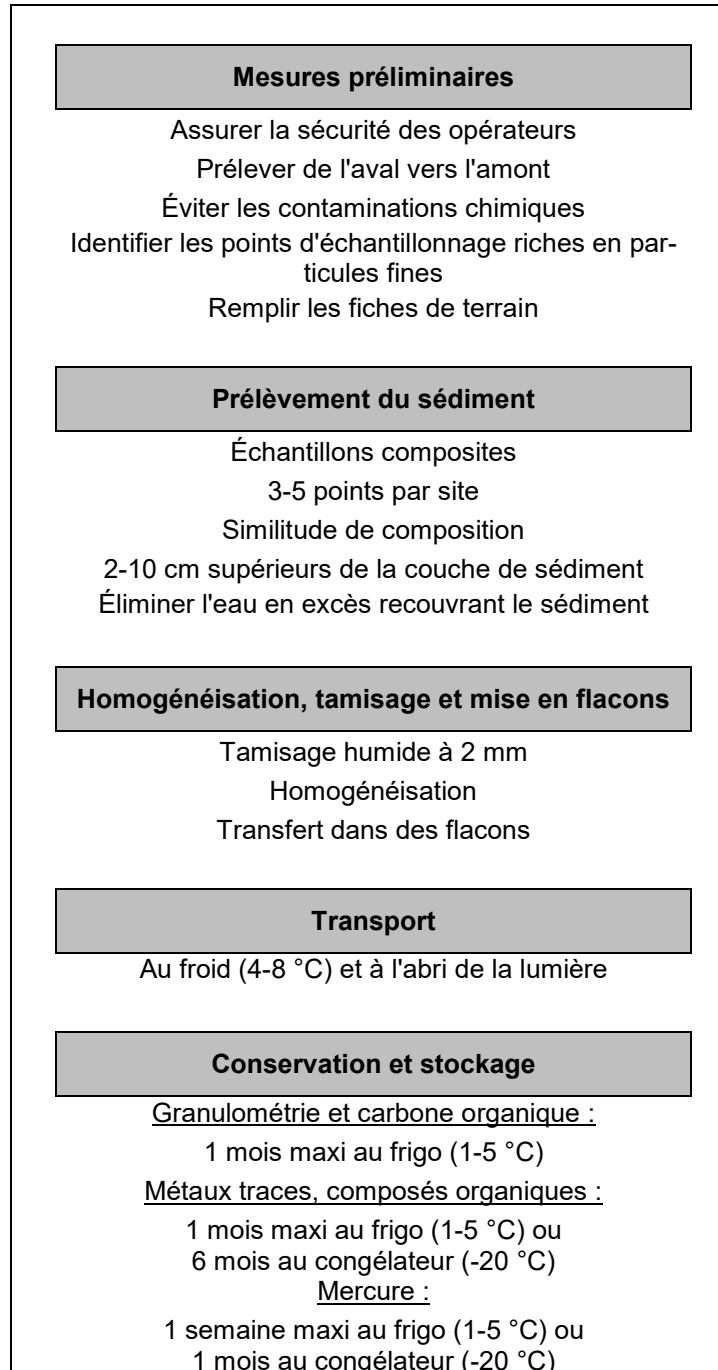 Mesures préliminaires
Assurer la sécurité des opérateurs
Prélever de l'aval vers l'amont
Éviter les contaminations chimiques
Identifier les points d'échantillonnage riches en par-
ticules fines
Remplir les fiches de terrain
Prélèvement du sédiment
Échantillons composites
3-5 points par site
Similitude de composition
2-10 cm supérieurs de la couche de sédiment
Éliminer l'eau en excès recouvrant le sédiment
Homogénéisation, tamisage et mise en flacons
Tamisage humide à 2 mm
Homogénéisation
Transfert dans des flacons
Transport
Au froid (4-8 °C) et à l'abri de la lumière
Conservation et stockage
Granulométrie et carbone organique :
1 mois maxi au frigo (1-5 °C)
Métaux traces, composés organiques :
1 mois maxi au frigo (1-5 °C) ou
6 mois au congélateur (-20 °C)
Mercure :
1 semaine maxi au frigo (1-5 °C) ou
1 mois au congélateur (-20 °C)